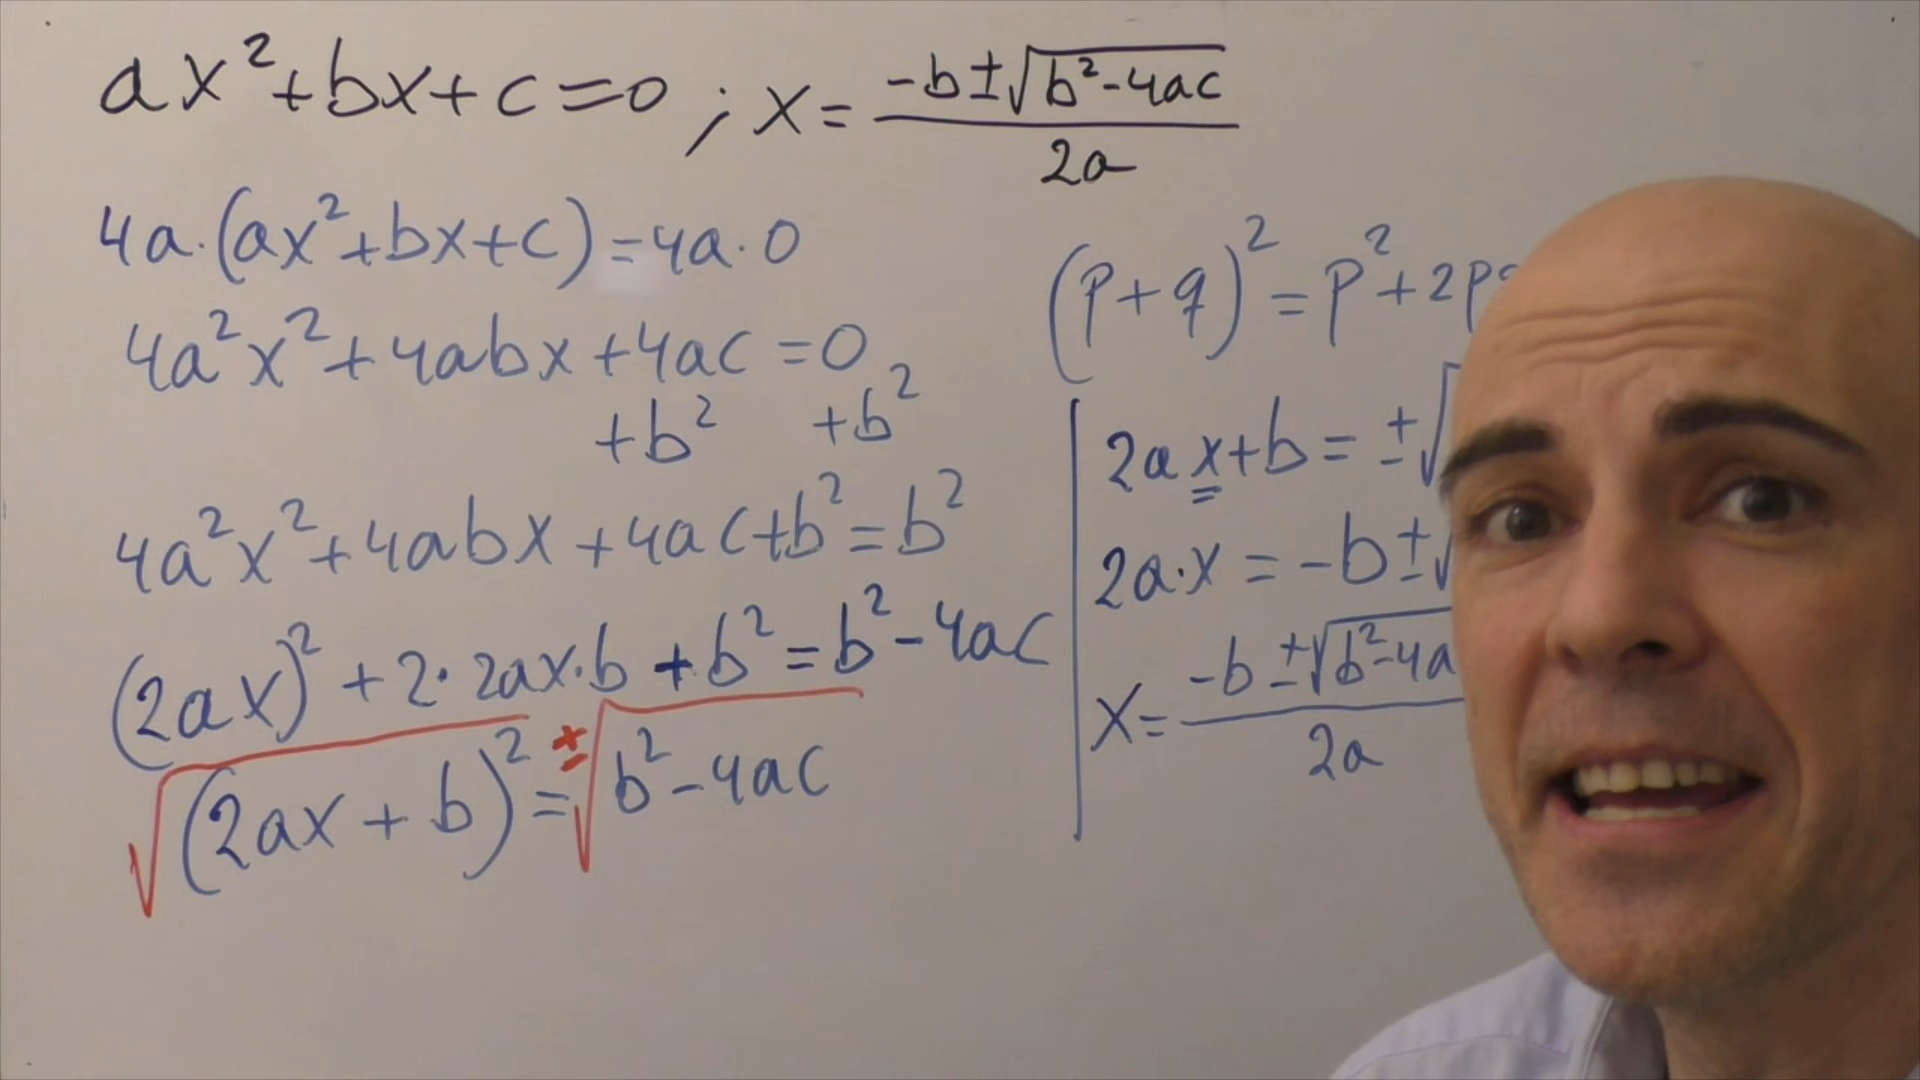 ax²+bx+c=0 ; x= (-b±√(b²-4ac))/(2a)
4a·(ax²+bx+c)=4a·0
4a²x²+4abx+4ac=0
+b² +b²
4a²x²+4abx+4ac+b²=b²
(2ax)²+2·2ax·b+b²=b²-4ac
√(2ax+b)²=±√b²-4ac
(p+q)²=p²+2p
2ax+b=±√
2a·x=-b±√
x= (-b±√b²-4a)/(2a)